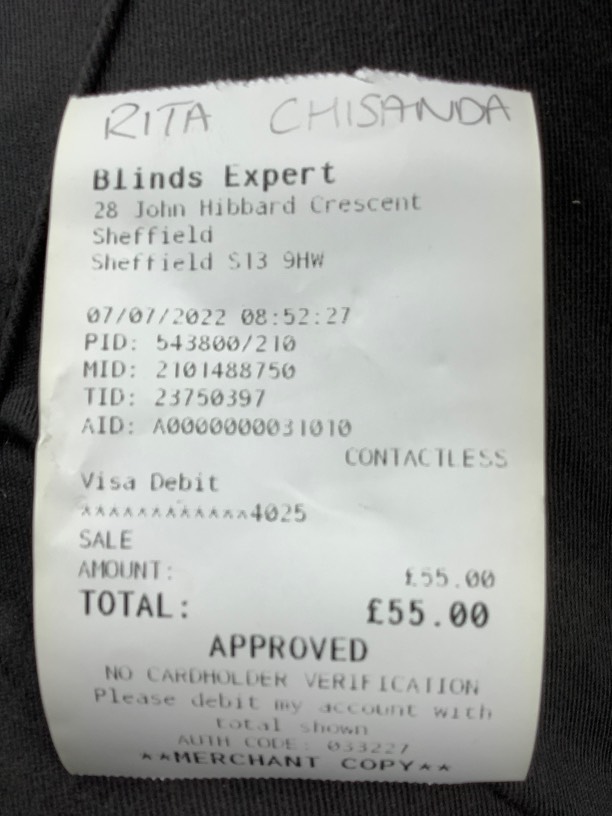 RITA CHISANDA
Blinds Expert
28 John Hibbard Crescent
Sheffield
Sheffield S13 9HW
07/07/2022 08:52:27
PID: 543800/210
MID: 2101488750
TID: 23750397
AID: A0000000031010
CONTACTLESS
Visa Debit
************4025
SALE
AMOUNT: £55.00
TOTAL: £55.00
APPROVED
NO CARDHOLDER VERIFICATION
Please debit my account with
total shown
AUTH CODE: 033227
**MERCHANT COPY**